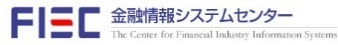 FISC 金融情報システムセンター
The Center for Financial Industry Information Systems